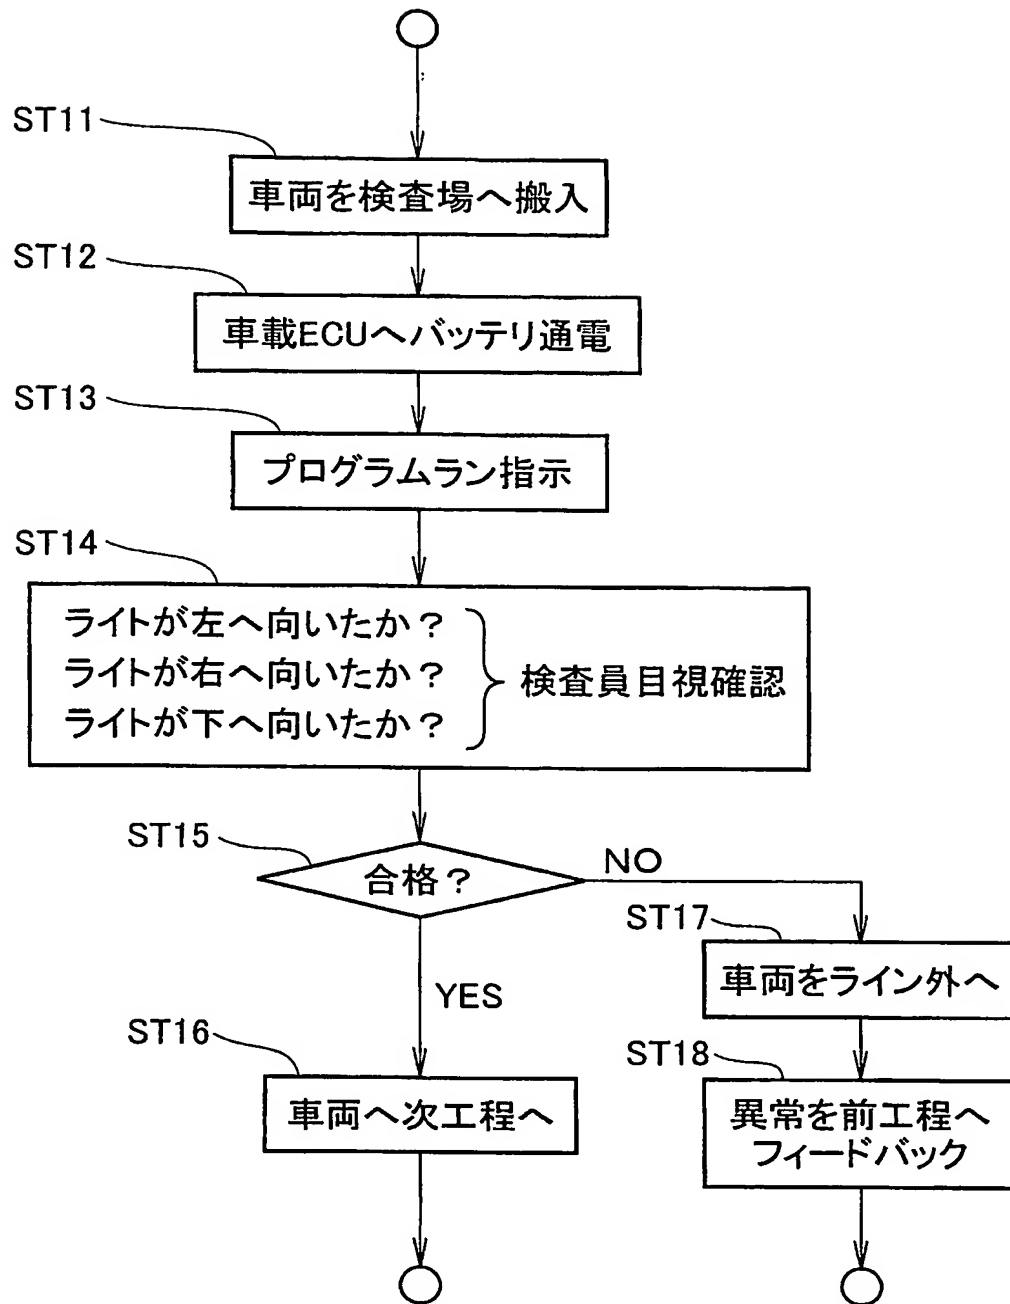 ST11
車両を検査場へ搬入
ST12
車載ECUへバッテリ通電
ST13
プログラムラン指示
ST14
ライトが左へ向いたか？
ライトが右へ向いたか？
ライトが下へ向いたか？
検査員目視確認
ST15
合格？
NO
YES
ST17
車両をライン外へ
ST16
車両へ次工程へ
ST18
異常を前工程へ
フィードバック